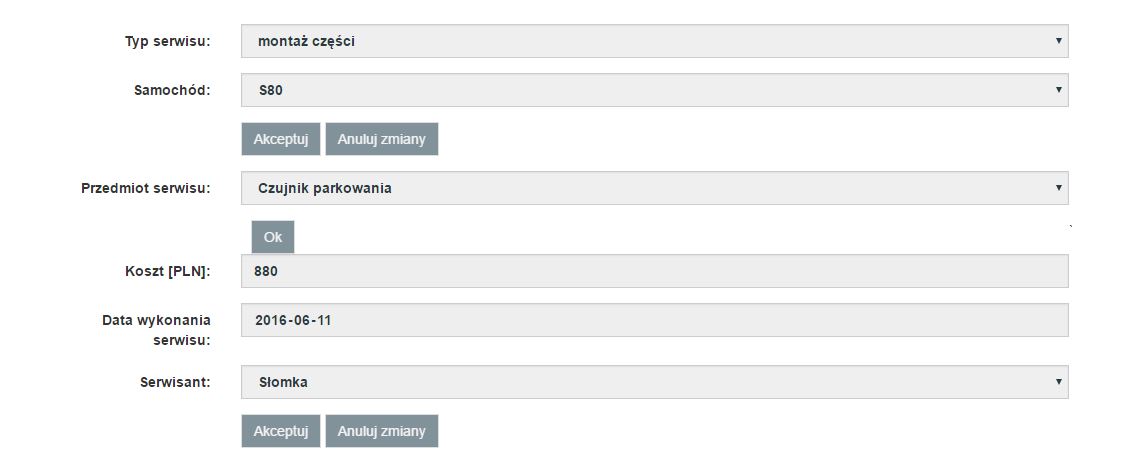 Typ serwisu: montaż części
Samochód: S80
Akceptuj Anuluj zmiany
Przedmiot serwisu: Czujnik parkowania
Ok `
Koszt [PLN]: 880
Data wykonania serwisu: 2016-06-11
Serwisant: Słomka
Akceptuj Anuluj zmiany